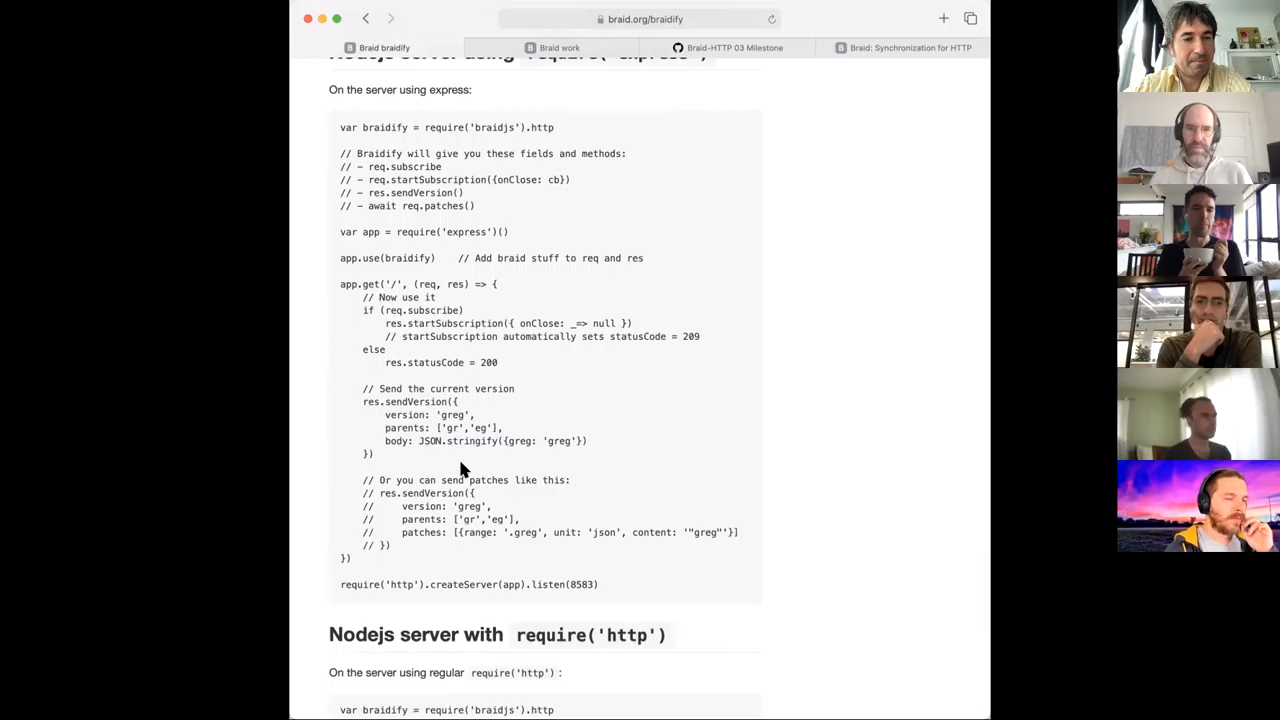 braid.org/braidify
Braid braidify
Braid work
Braid-HTTP 03 Milestone
Braid: Synchronization for HTTP
Nodejs server using require('express')
On the server using express:
var braidify = require('braidjs').http
// Braidify will give you these fields and methods:
// - req.subscribe
// - req.startSubscription({onClose: cb})
// - res.sendVersion()
// - await req.patches()
var app = require('express')()
app.use(braidify)    // Add braid stuff to req and res
app.get('/', (req, res) => {
    // Now use it
    if (req.subscribe)
        res.startSubscription({ onClose: _=> null })
        // startSubscription automatically sets statusCode = 209
    else
        res.statusCode = 200
    // Send the current version
    res.sendVersion({
        version: 'greg',
        parents: ['gr','eg'],
        body: JSON.stringify({greg: 'greg'})
    })
    // Or you can send patches like this:
    // res.sendVersion({
    //     version: 'greg',
    //     parents: ['gr','eg'],
    //     patches: [{range: '.greg', unit: 'json', content: '"greg"'}]
    // })
})
require('http').createServer(app).listen(8583)
Nodejs server with require('http')
On the server using regular require('http'):
var braidify = require('braidjs').http